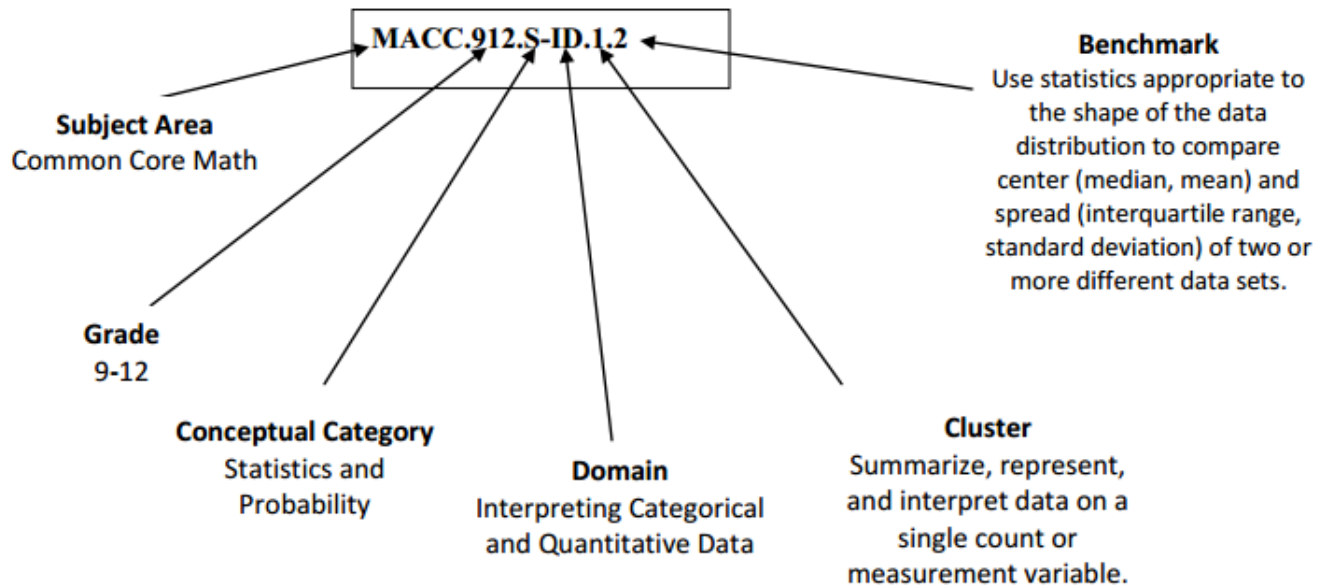 MACC.912.S-ID.1.2
Benchmark
Use statistics appropriate to
the shape of the data
distribution to compare
center (median, mean) and
spread (interquartile range,
standard deviation) of two or
more different data sets.
Subject Area
Common Core Math
Grade
9-12
Conceptual Category
Statistics and
Probability
Domain
Interpreting Categorical
and Quantitative Data
Cluster
Summarize, represent,
and interpret data on a
single count or
measurement variable.